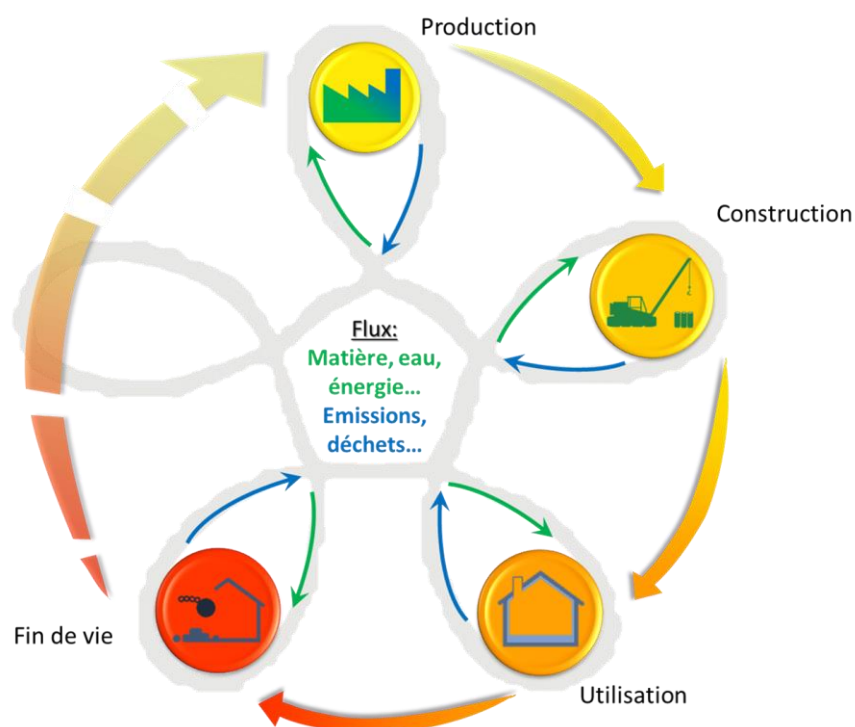 Production
Construction
Flux:
Matière, eau,
énergie...
Emissions,
déchets...
Fin de vie
Utilisation